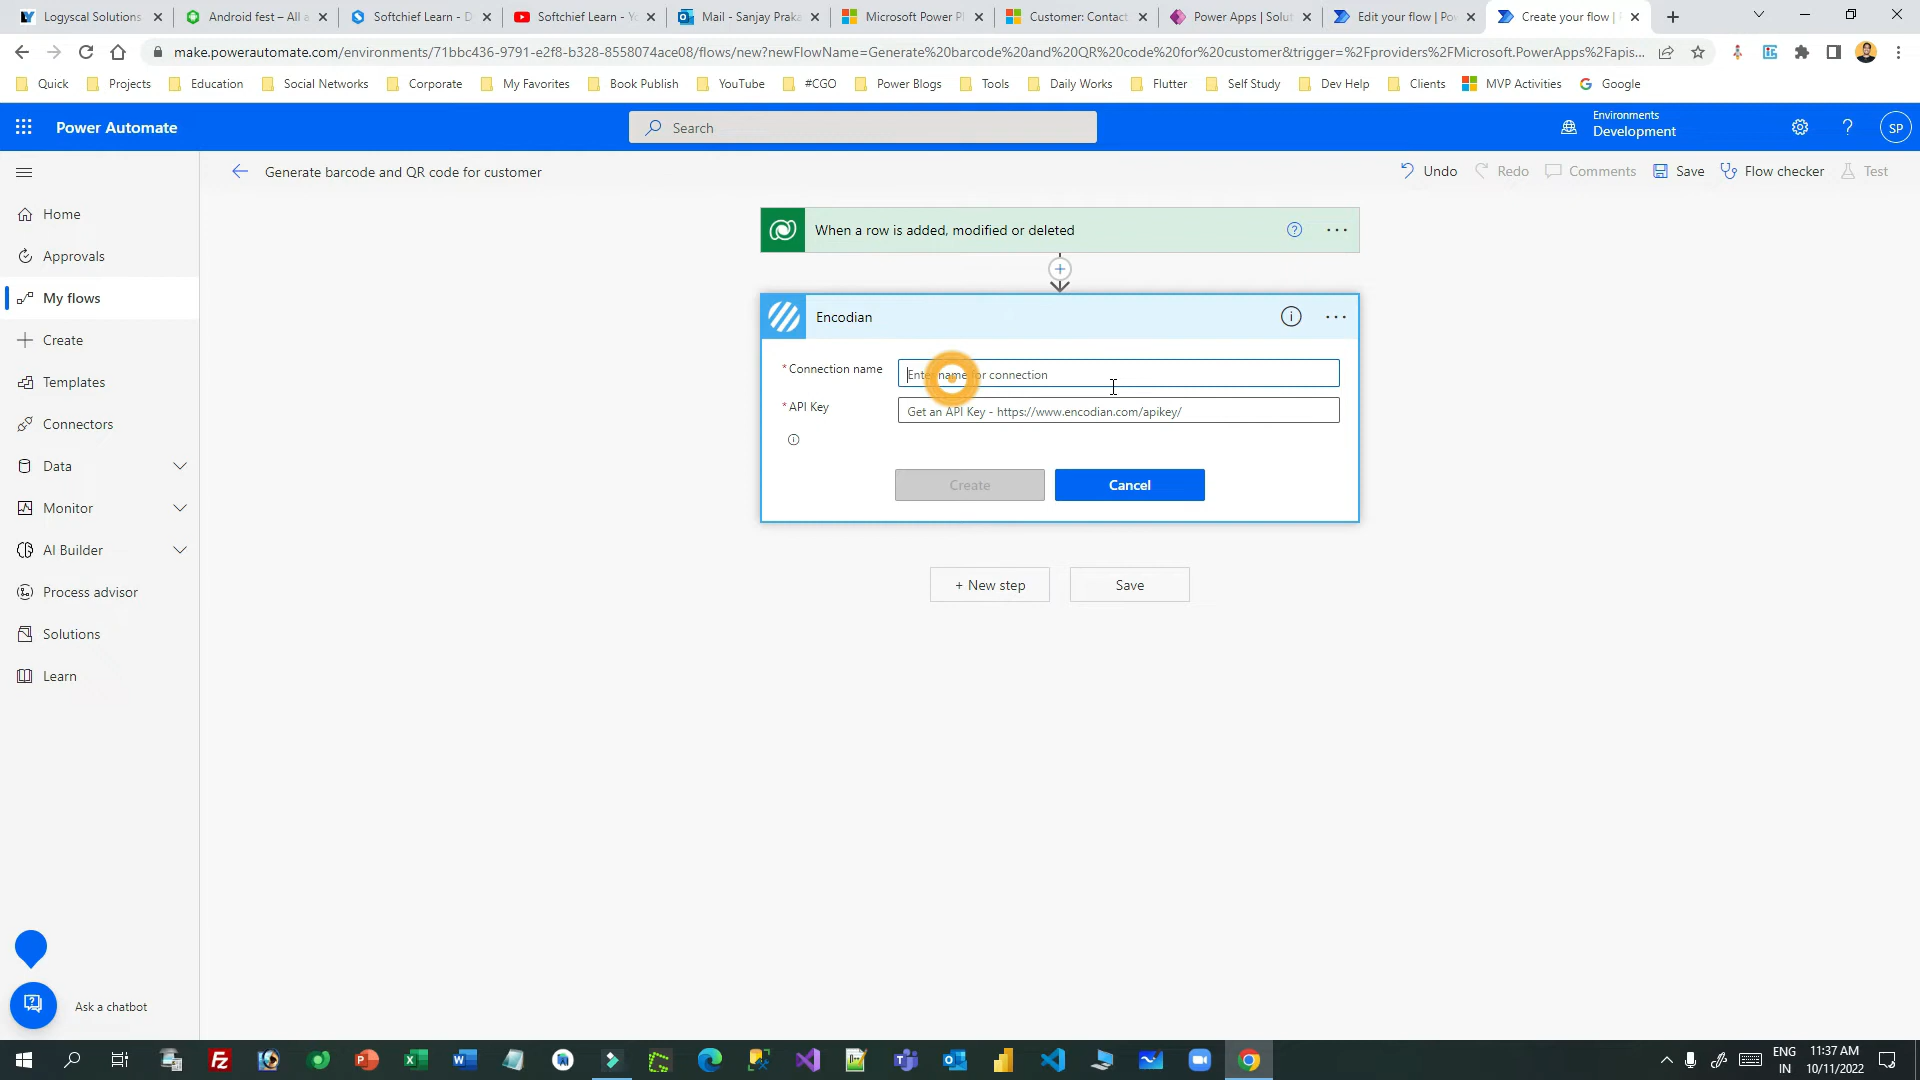 Logyscal Solutions
Android fest – All a
Softchief Learn - D
Softchief Learn - Yo
Mail - Sanjay Praka
Microsoft Power Pl
Customer: Contact
Power Apps | Solut
Edit your flow | Po
Create your flow |
make.powerautomate.com/environments/71bbc436-9791-e2f8-b328-8558074ace08/flows/new?newFlowName=Generate%20barcode%20and%20QR%20code%20for%20customer&trigger=%2Fproviders%2FMicrosoft.PowerApps%2Fapis...
Quick
Projects
Education
Social Networks
Corporate
My Favorites
Book Publish
YouTube
#CGO
Power Blogs
Tools
Daily Works
Flutter
Self Study
Dev Help
Clients
MVP Activities
Google
Power Automate
Search
Environments
Development
SP
Generate barcode and QR code for customer
Undo
Redo
Comments
Save
Flow checker
Test
Home
Approvals
My flows
Create
Templates
Connectors
Data
Monitor
AI Builder
Process advisor
Solutions
Learn
When a row is added, modified or deleted
Encodian
* Connection name
Enter name for connection
* API Key
Get an API Key - https://www.encodian.com/apikey/
Create
Cancel
+ New step
Save
Ask a chatbot
ENG
IN
11:37 AM
10/11/2022